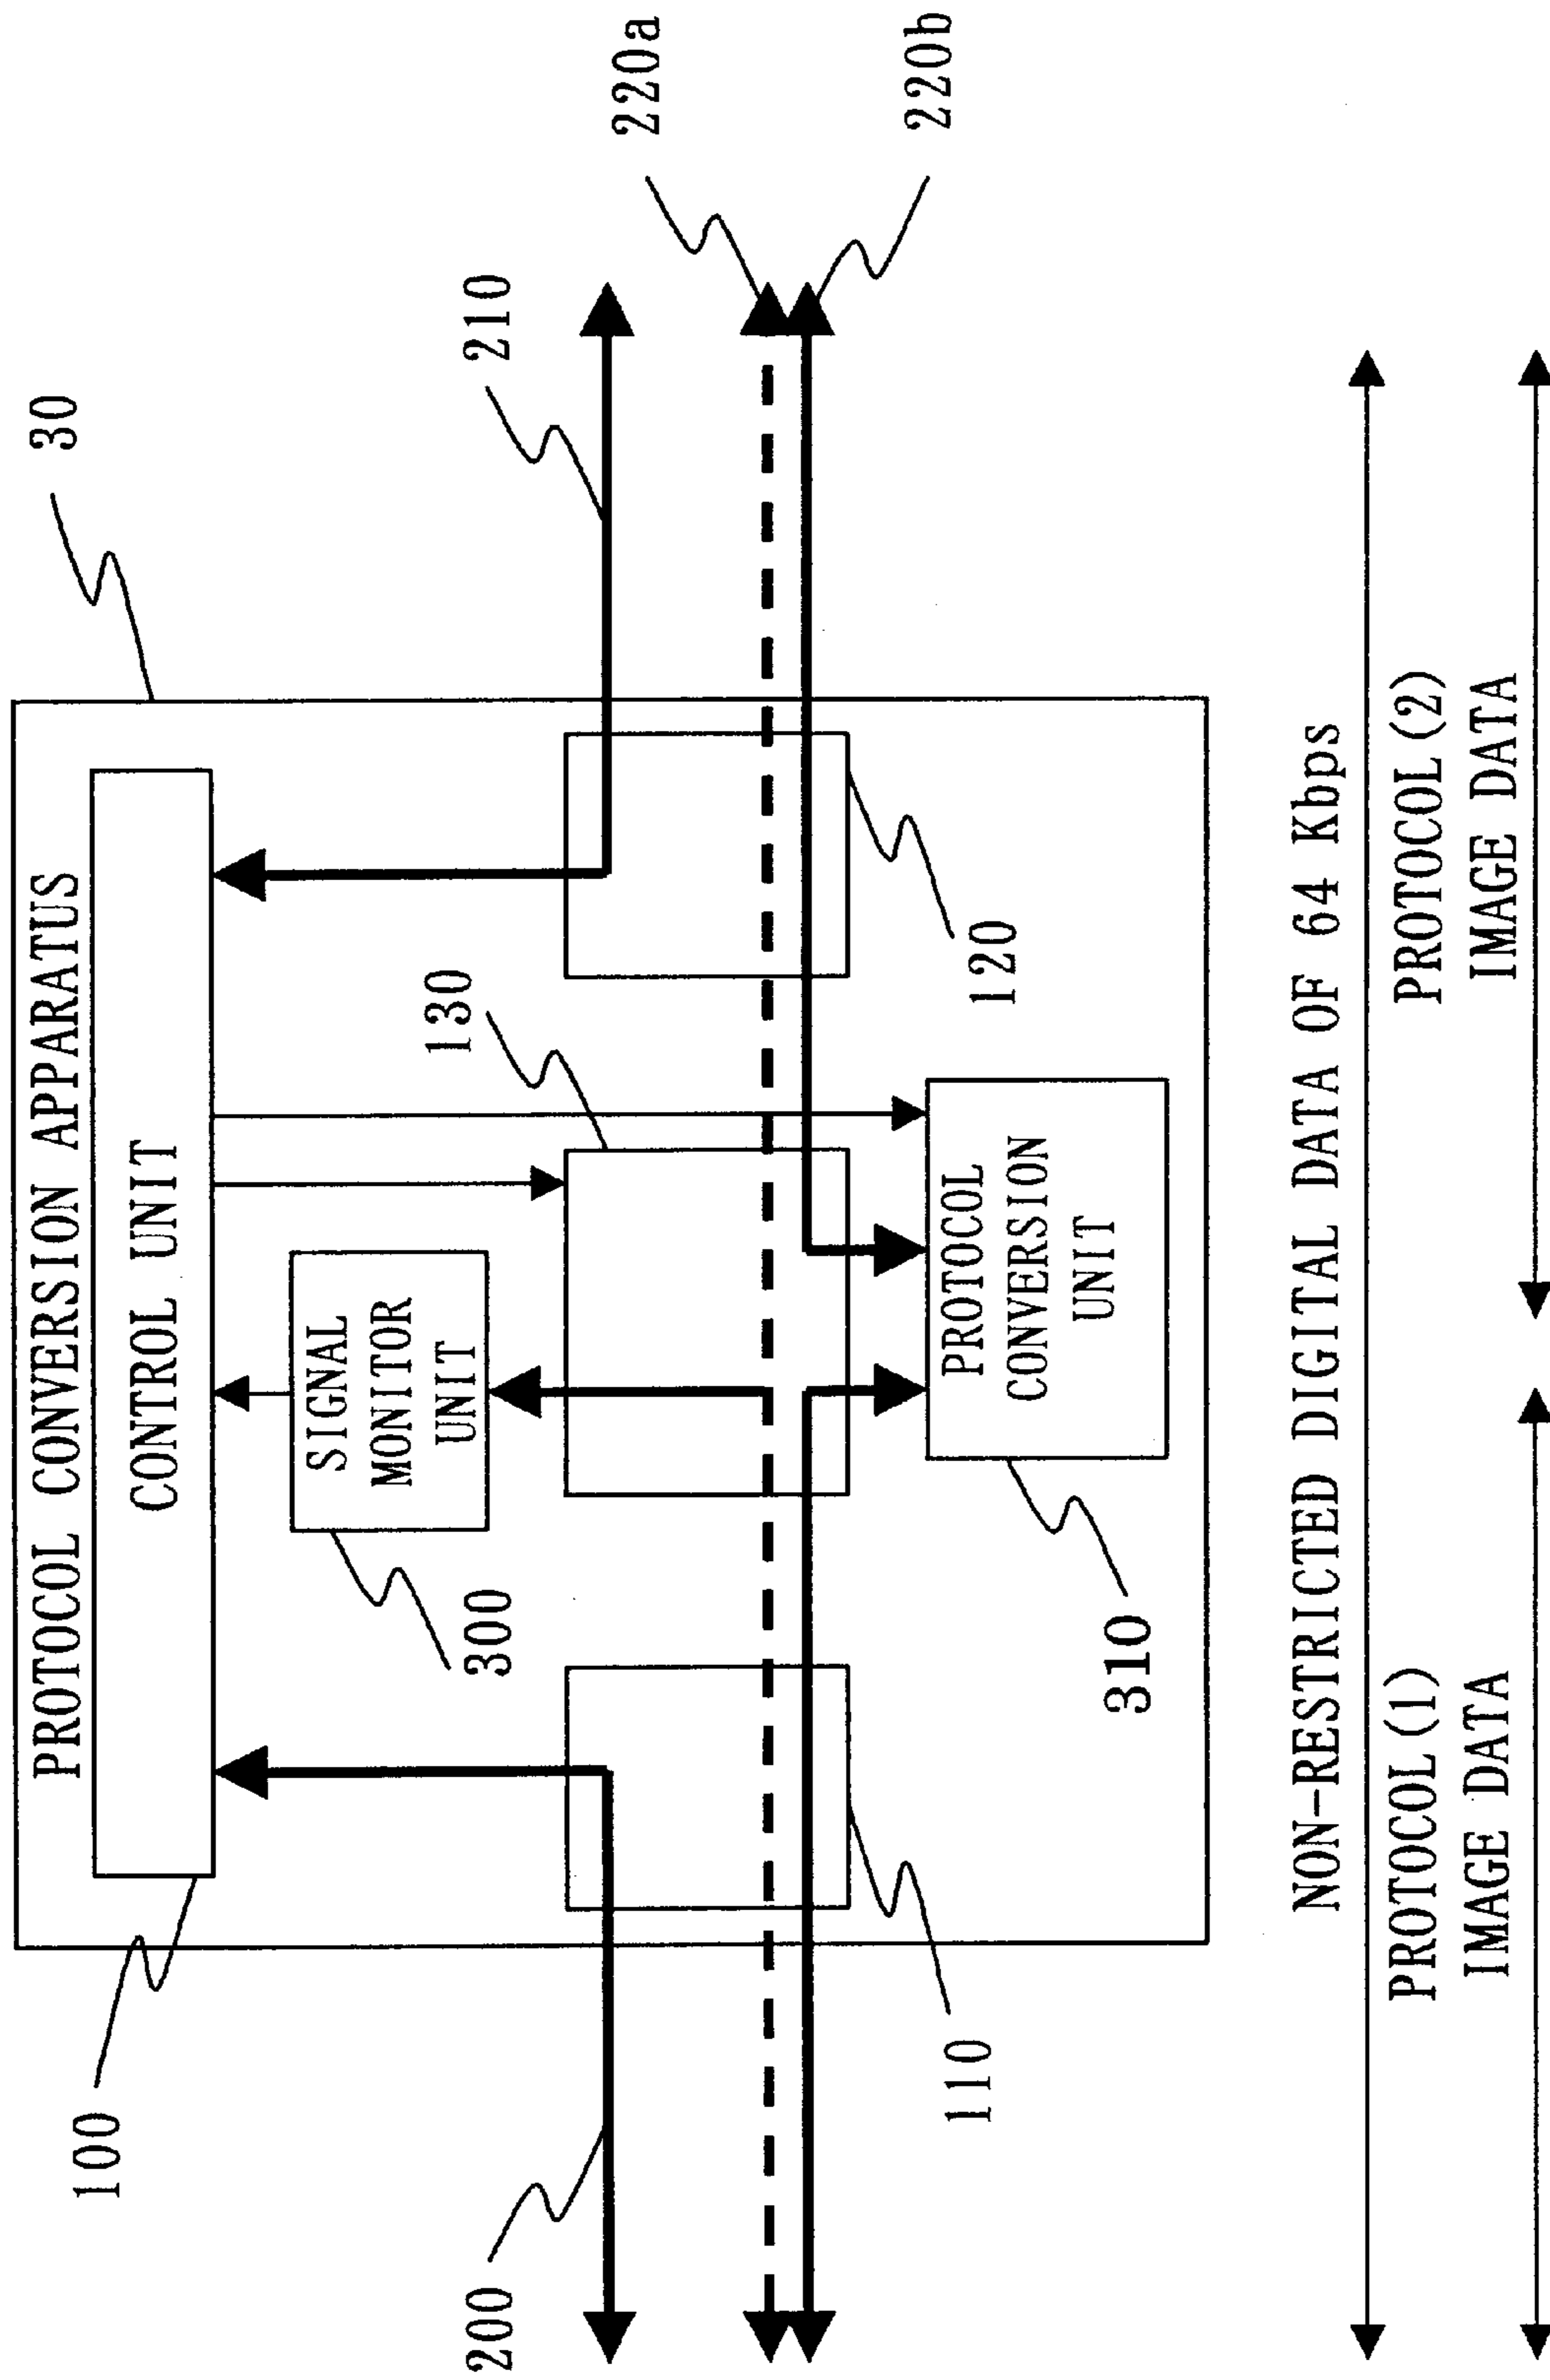 30
PROTOCOL CONVERSION APPARATUS
100
CONTROL UNIT
SIGNAL
MONITOR
UNIT
300
130
200
210
220a
220b
110
120
PROTOCOL
CONVERSION
UNIT
310
NON-RESTRICTED DIGITAL DATA OF 64 Kbps
PROTOCOL(1)
IMAGE DATA
PROTOCOL(2)
IMAGE DATA